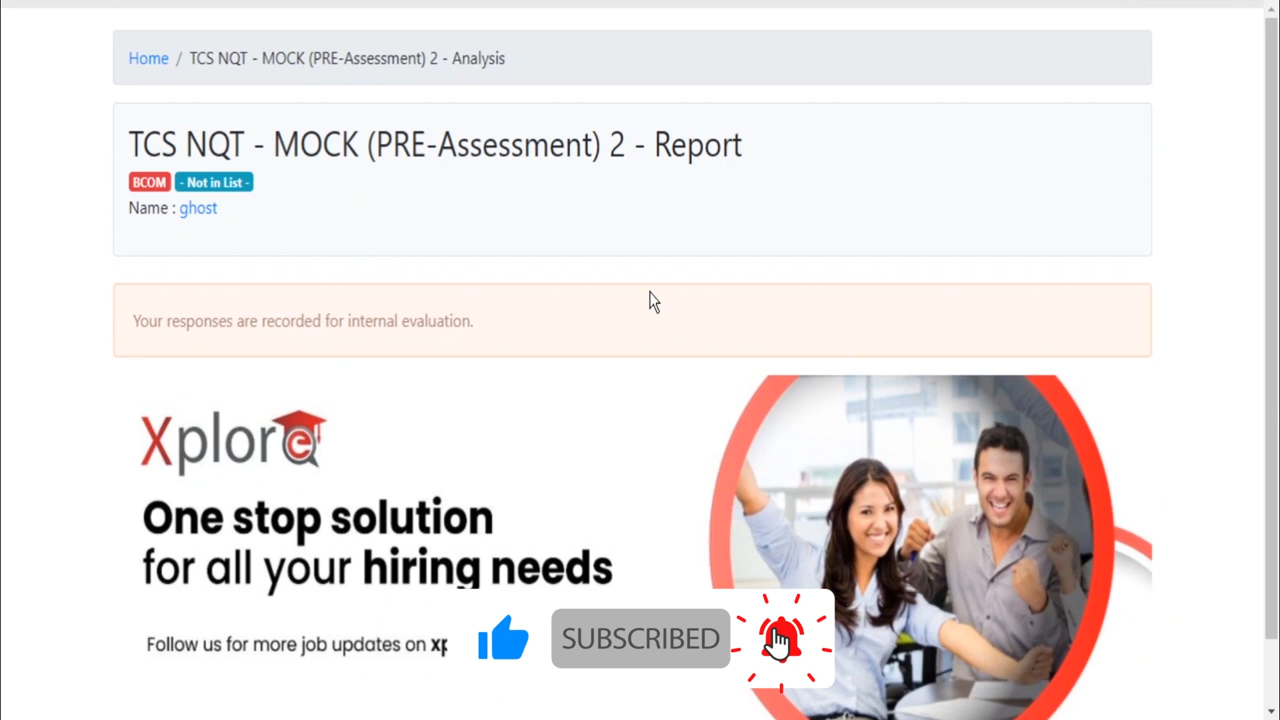 Home / TCS NQT - MOCK (PRE-Assessment) 2 - Analysis
TCS NQT - MOCK (PRE-Assessment) 2 - Report
BCOM - Not in List -
Name : ghost
Your responses are recorded for internal evaluation.
Xplore
One stop solution
for all your hiring needs
Follow us for more job updates on
SUBSCRIBED